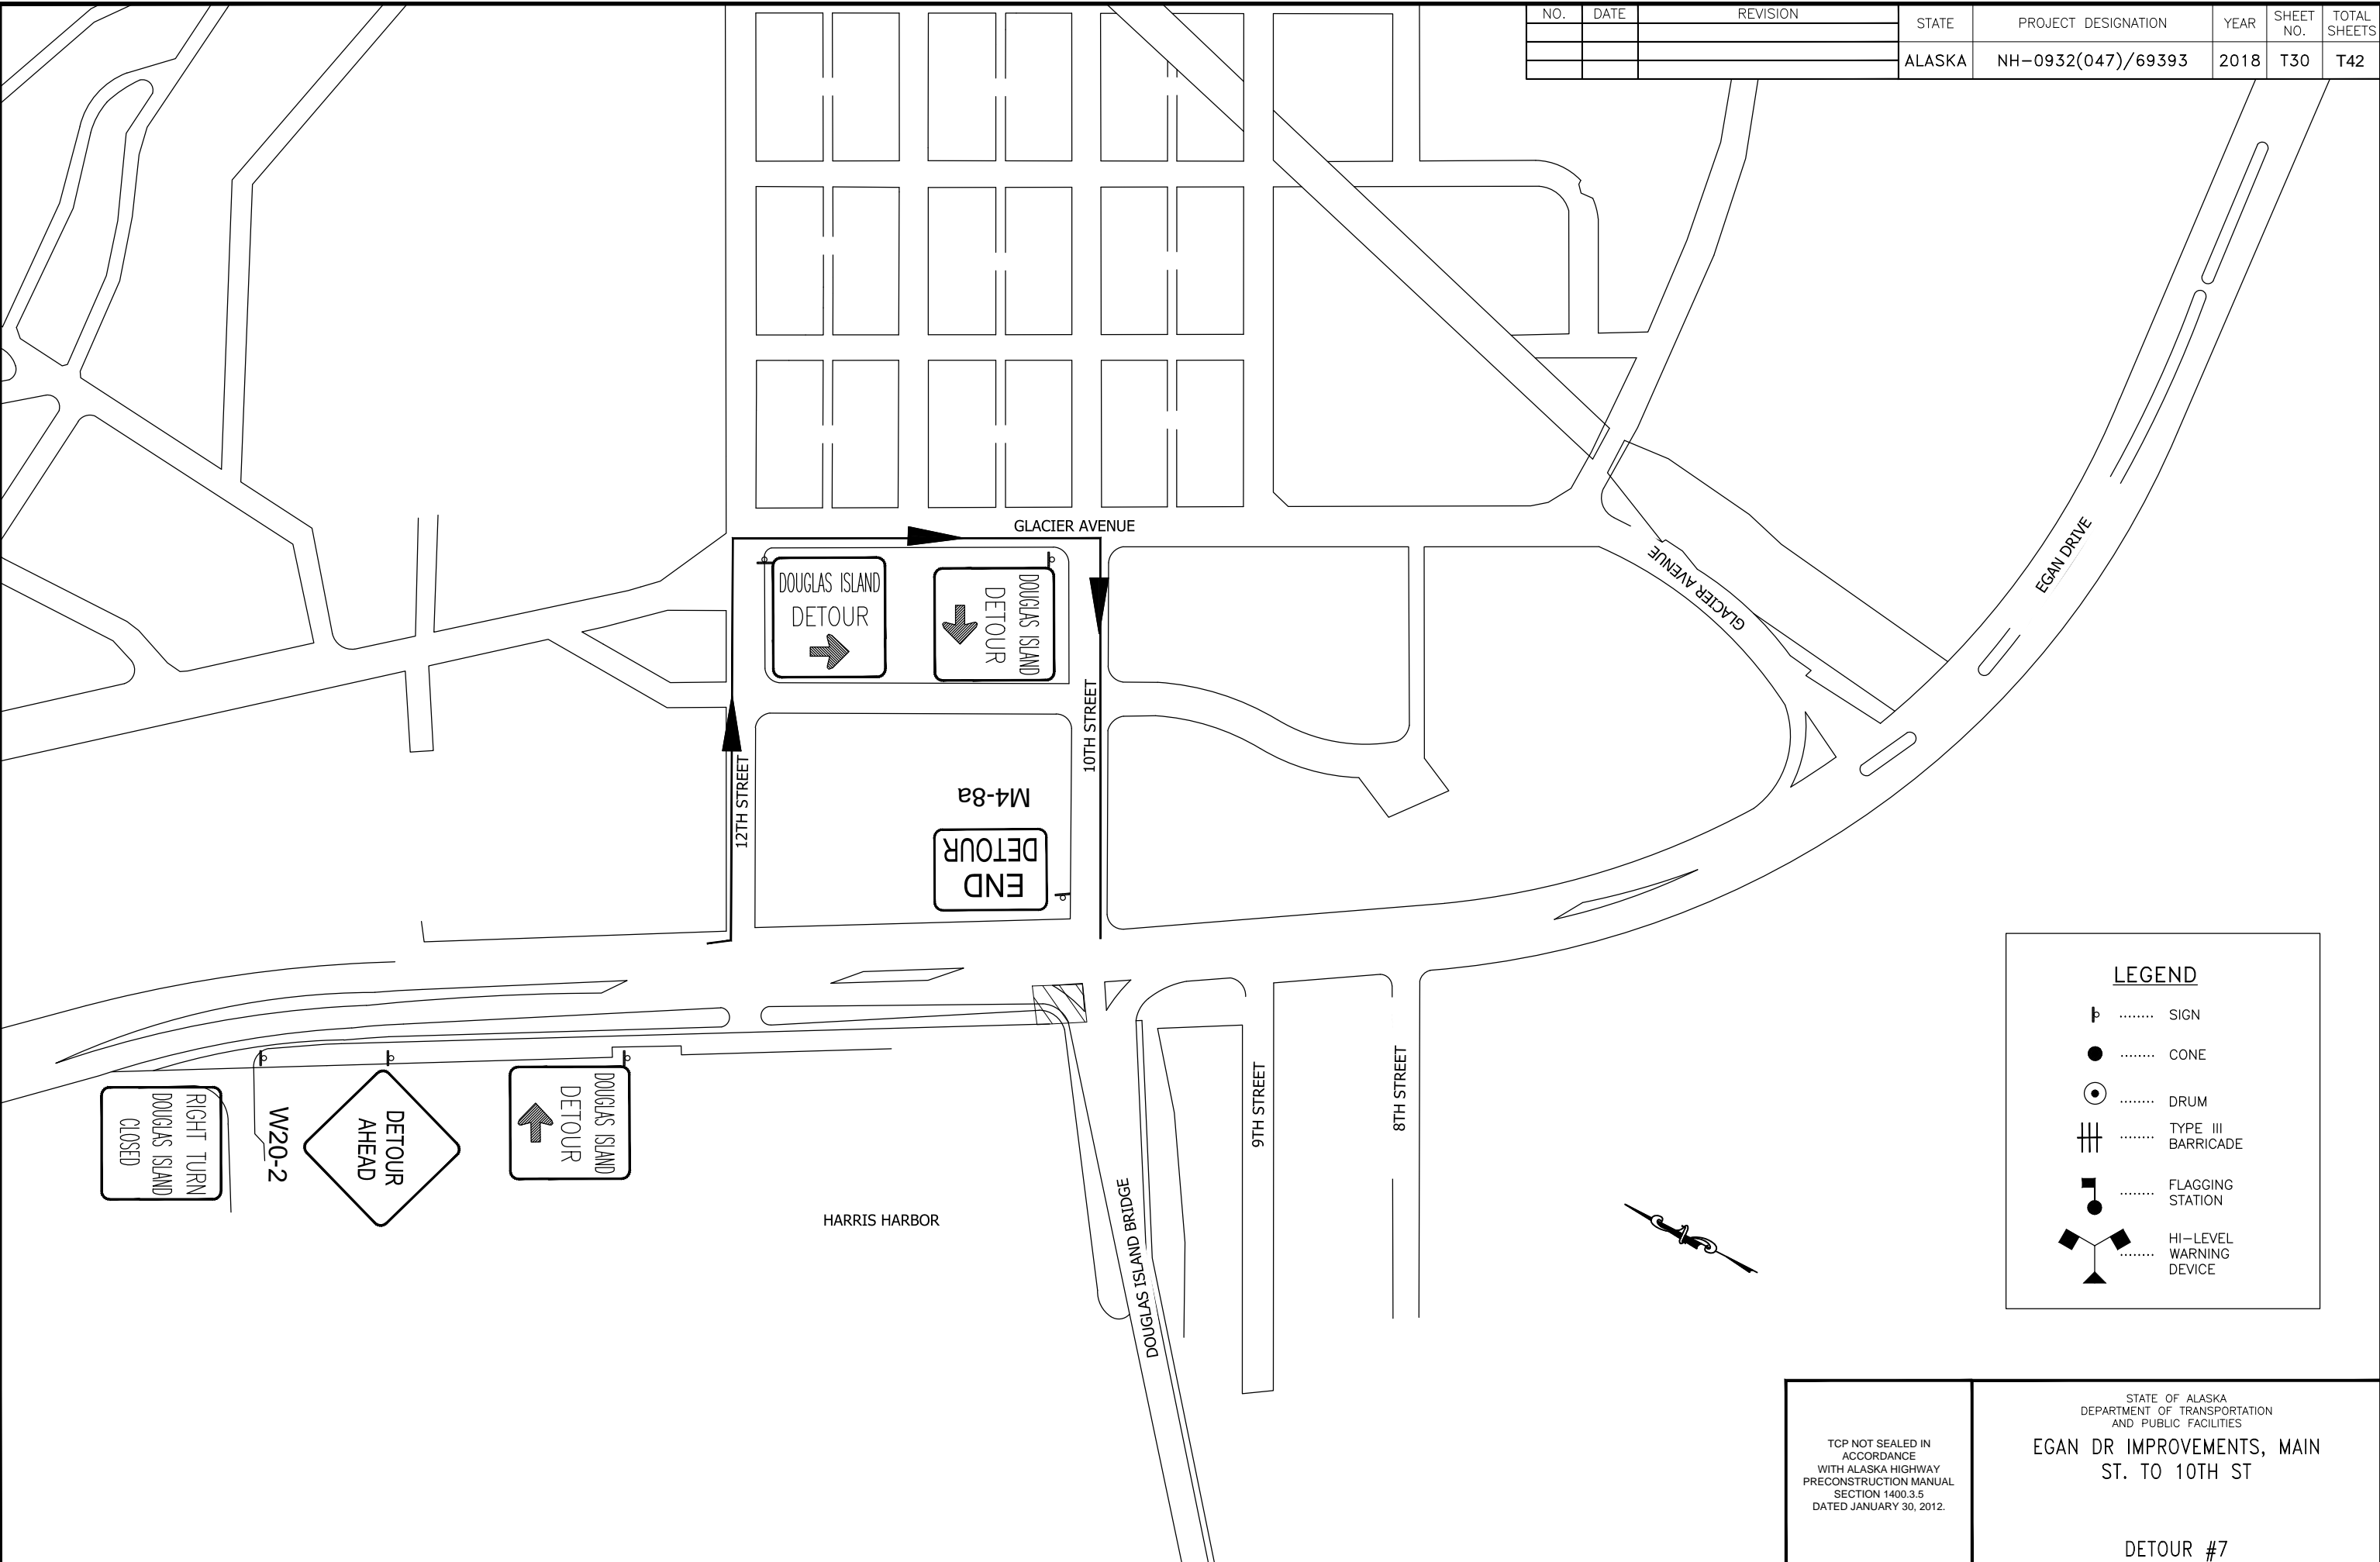 NO. DATE REVISION
STATE PROJECT DESIGNATION YEAR SHEET NO. TOTAL SHEETS
ALASKA NH-0932(047)/69393 2018 T30 T42
GLACIER AVENUE
DOUGLAS ISLAND
DETOUR
DOUGLAS ISLAND
DETOUR
GLACIER AVENUE
EGAN DRIVE
12TH STREET
10TH STREET
M4-8a
END
DETOUR
RIGHT TURN
DOUGLAS ISLAND
CLOSED
W20-2
DETOUR
AHEAD
DOUGLAS ISLAND
DETOUR
HARRIS HARBOR
DOUGLAS ISLAND BRIDGE
9TH STREET
8TH STREET
LEGEND
........ SIGN
........ CONE
........ DRUM
........ TYPE III
BARRICADE
........ FLAGGING
STATION
........ HI-LEVEL
WARNING
DEVICE
TCP NOT SEALED IN
ACCORDANCE
WITH ALASKA HIGHWAY
PRECONSTRUCTION MANUAL
SECTION 1400.3.5
DATED JANUARY 30, 2012.
STATE OF ALASKA
DEPARTMENT OF TRANSPORTATION
AND PUBLIC FACILITIES
EGAN DR IMPROVEMENTS, MAIN
ST. TO 10TH ST
DETOUR #7